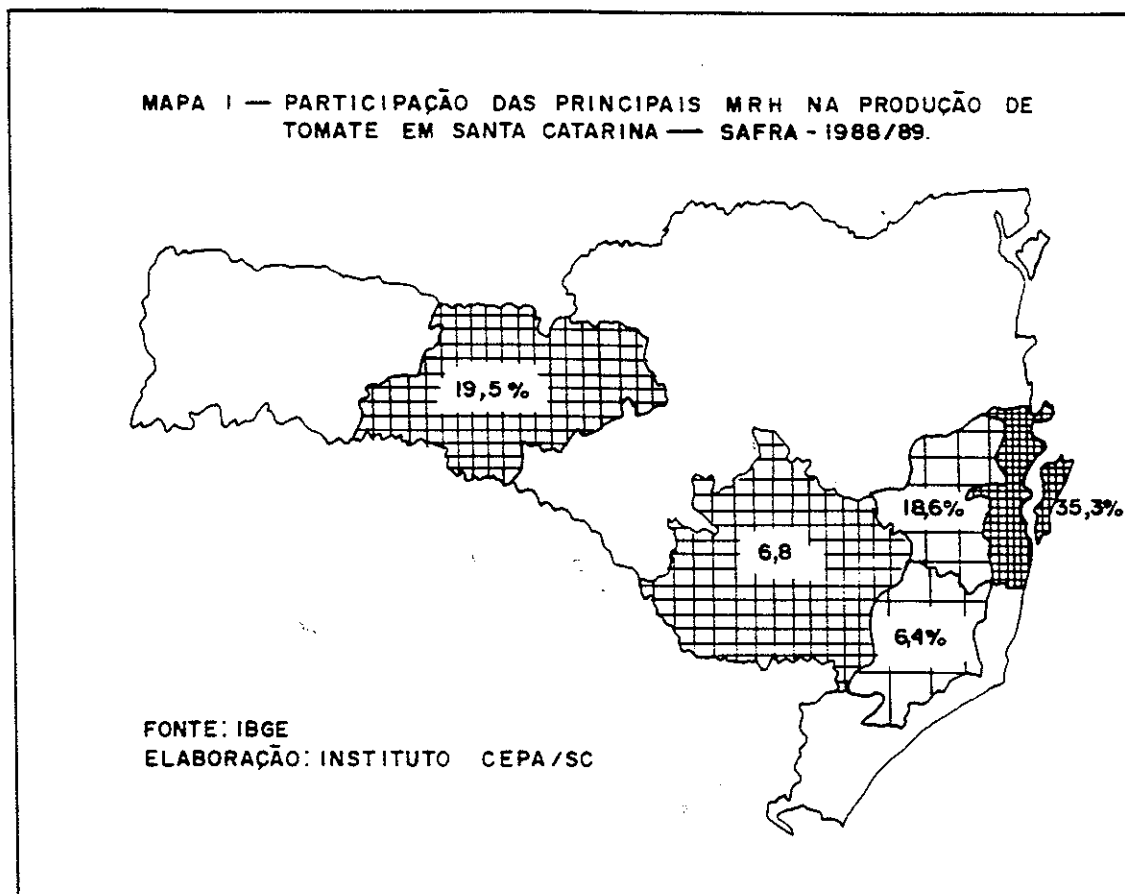 MAPA I — PARTICIPAÇÃO DAS PRINCIPAIS MRH NA PRODUÇÃO DE
TOMATE EM SANTA CATARINA — SAFRA - 1988/89.
19,5%
18,6%
35,3%
6,8
6,4%
FONTE: IBGE
ELABORAÇÃO: INSTITUTO CEPA/SC